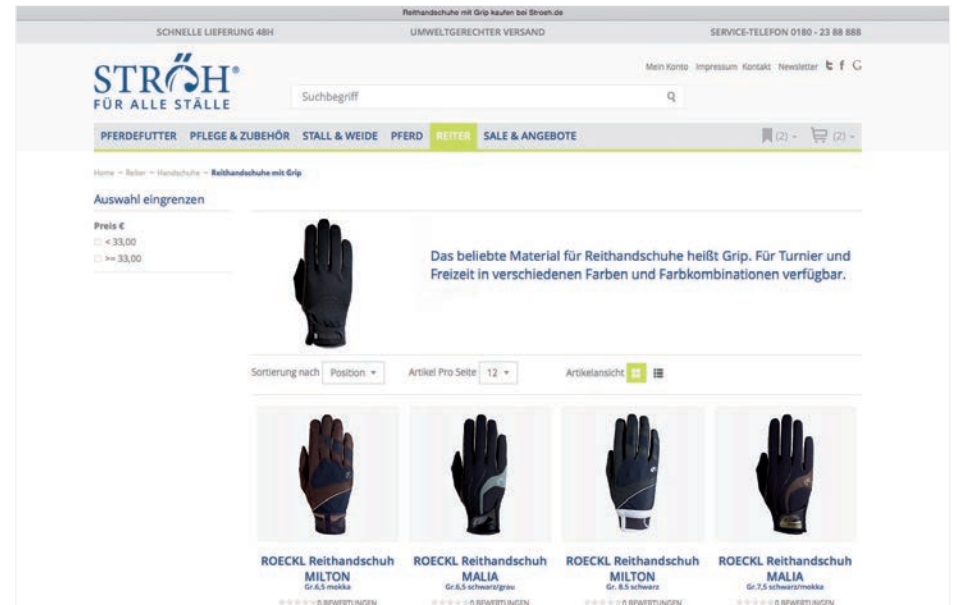 Reithandschuhe mit Grip kaufen bei Stroeh.de
SCHNELLE LIEFERUNG 48H UMWELTGERECHTER VERSAND SERVICE-TELEFON 0180 - 23 88 888
Mein Konto Impressum Kontakt Newsletter
STRÖH®
FÜR ALLE STÄLLE
Suchbegriff
PFERDEFUTTER PFLEGE & ZUBEHÖR STALL & WEIDE PFERD REITER SALE & ANGEBOTE (2) (2)
Home ~ Reiter ~ Handschuhe ~ Reithandschuhe mit Grip
Auswahl eingrenzen
Preis €
< 33,00
>= 33,00
Das beliebte Material für Reithandschuhe heißt Grip. Für Turnier und
Freizeit in verschiedenen Farben und Farbkombinationen verfügbar.
Sortierung nach Position Artikel Pro Seite 12 Artikelansicht
ROECKL Reithandschuh ROECKL Reithandschuh ROECKL Reithandschuh ROECKL Reithandschuh
MILTON MALIA MILTON MALIA
Gr.6,5 mokka Gr.6,5 schwarz/grau Gr. 8.5 schwarz Gr.7,5 schwarz/mokka
0 BEWERTUNGEN 0 BEWERTUNGEN 0 BEWERTUNGEN 0 BEWERTUNGEN